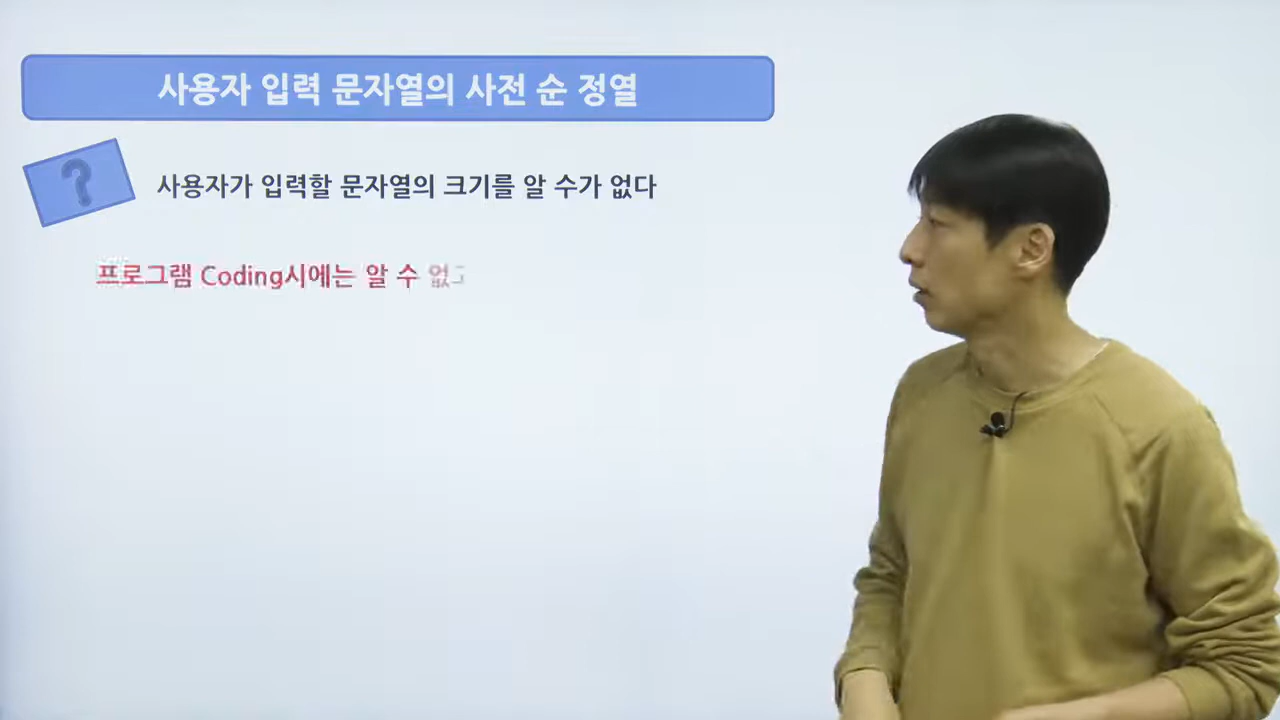 사용자 입력 문자열의 사전 순 정열
?
사용자가 입력할 문자열의 크기를 알 수가 없다
프로그램 Coding시에는 알 수